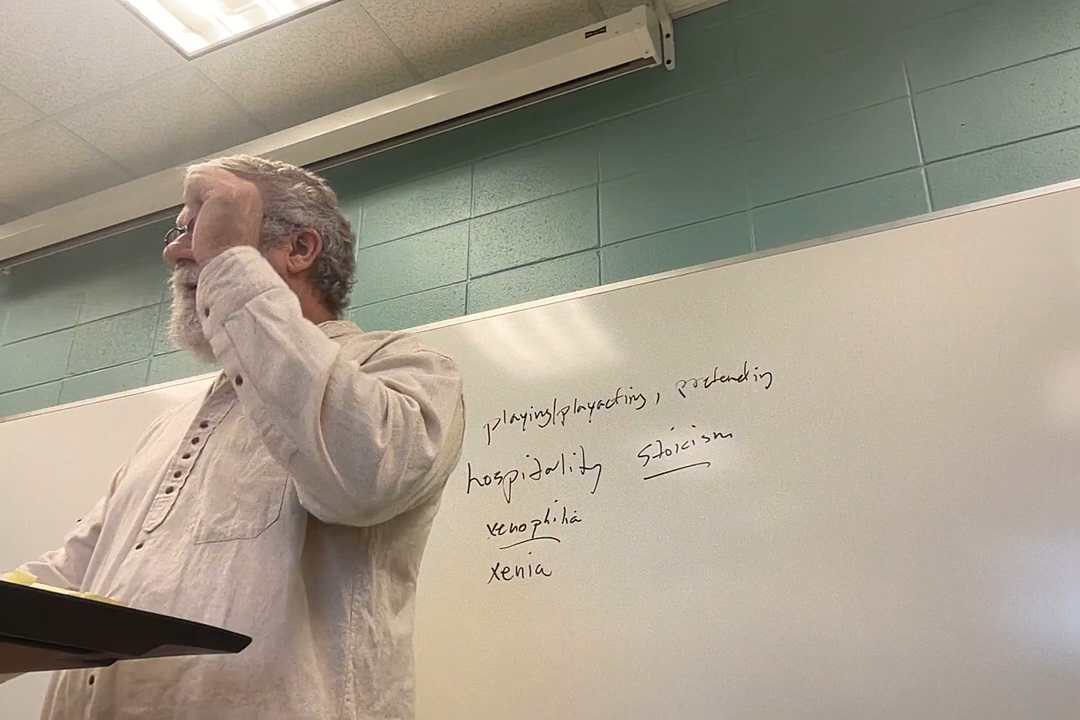 playing/playacting, pretending
hospitality stoicism
xenophilia
xenia